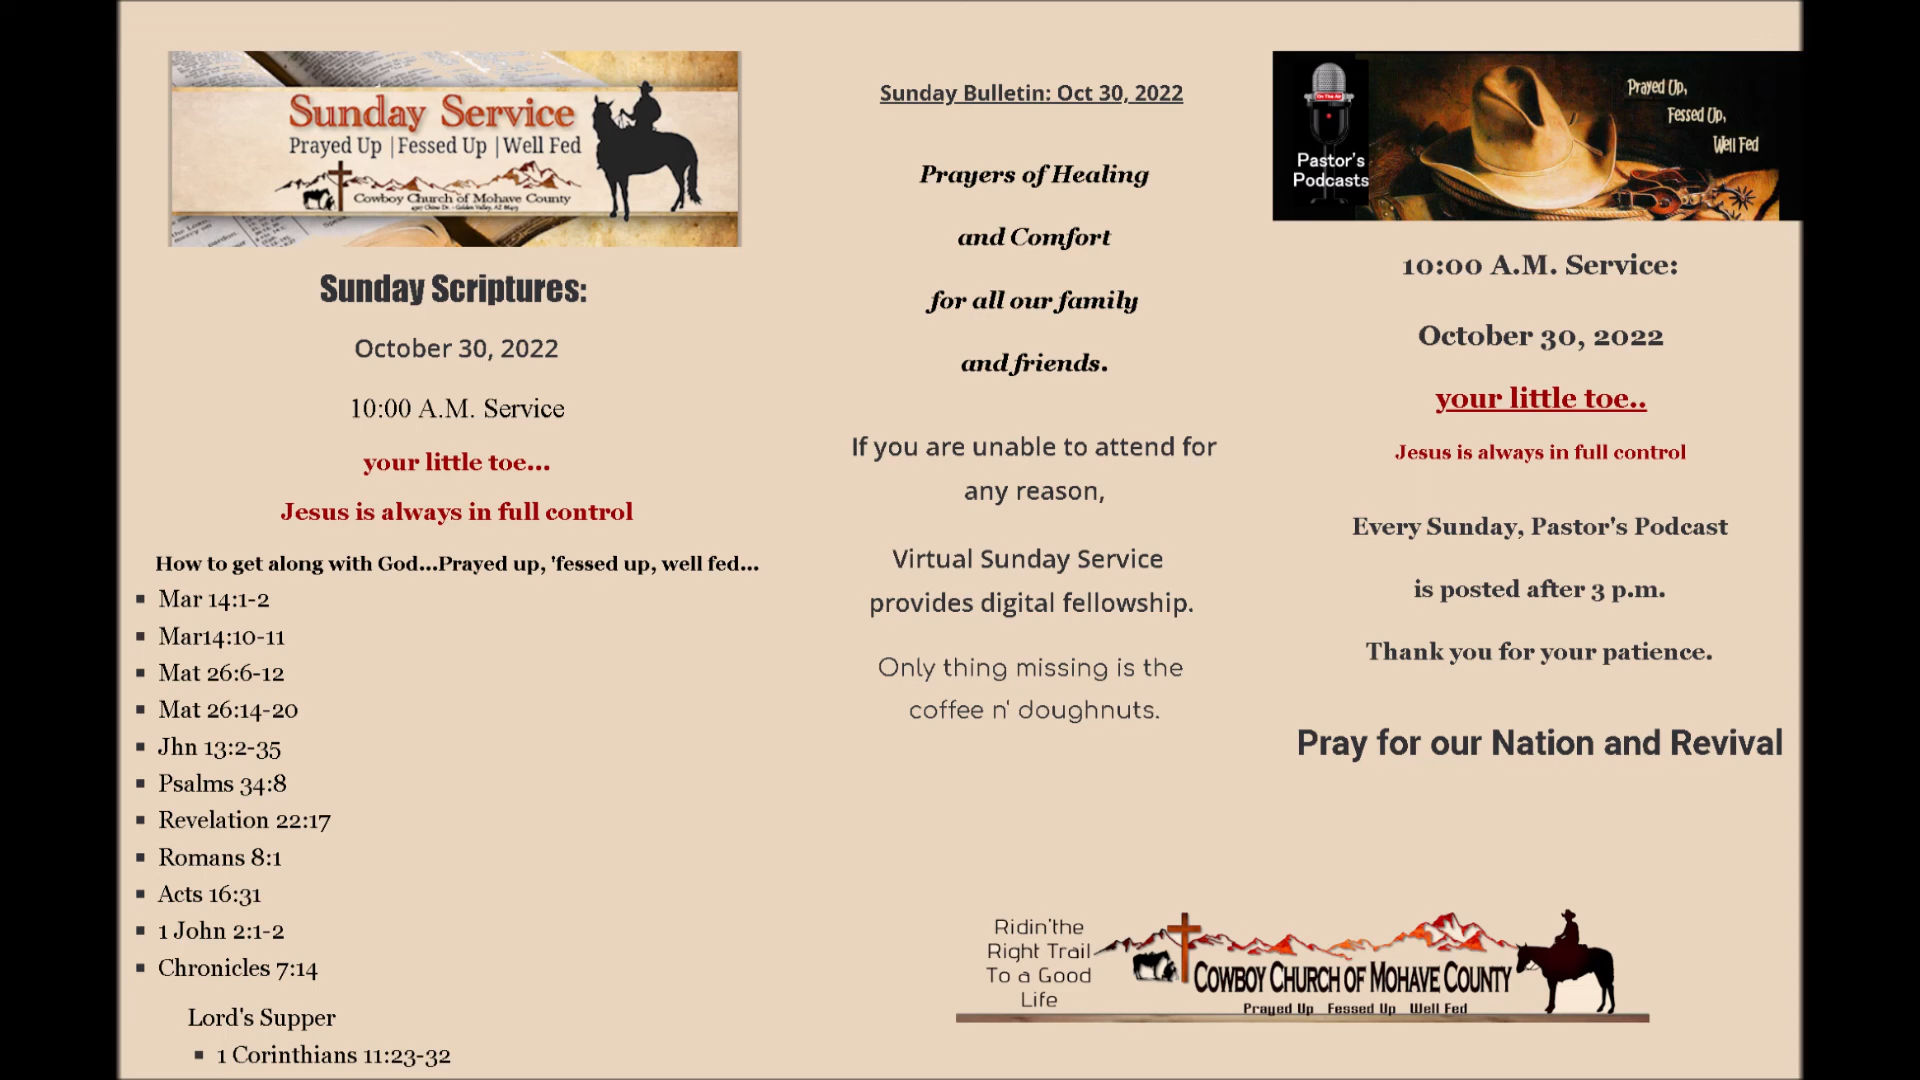 Sunday Service
Prayed Up |Fessed Up |Well Fed
Cowboy Church of Mohave County
Sunday Scriptures:
October 30, 2022
10:00 A.M. Service
your little toe...
Jesus is always in full control
How to get along with God...Prayed up, 'fessed up, well fed...
Mar 14:1-2
Mar14:10-11
Mat 26:6-12
Mat 26:14-20
Jhn 13:2-35
Psalms 34:8
Revelation 22:17
Romans 8:1
Acts 16:31
1 John 2:1-2
Chronicles 7:14
Lord's Supper
1 Corinthians 11:23-32
Sunday Bulletin: Oct 30, 2022
Prayers of Healing
and Comfort
for all our family
and friends.
If you are unable to attend for
any reason,
Virtual Sunday Service
provides digital fellowship.
Only thing missing is the
coffee n' doughnuts.
On The Air
Pastor's
Podcasts
Prayed Up,
Fessed Up,
Well Fed
10:00 A.M. Service:
October 30, 2022
your little toe..
Jesus is always in full control
Every Sunday, Pastor's Podcast
is posted after 3 p.m.
Thank you for your patience.
Pray for our Nation and Revival
Ridin'the
Right Trail
To a Good
Life
COWBOY CHURCH OF MOHAVE COUNTY
Prayed Up Fessed Up Well Fed